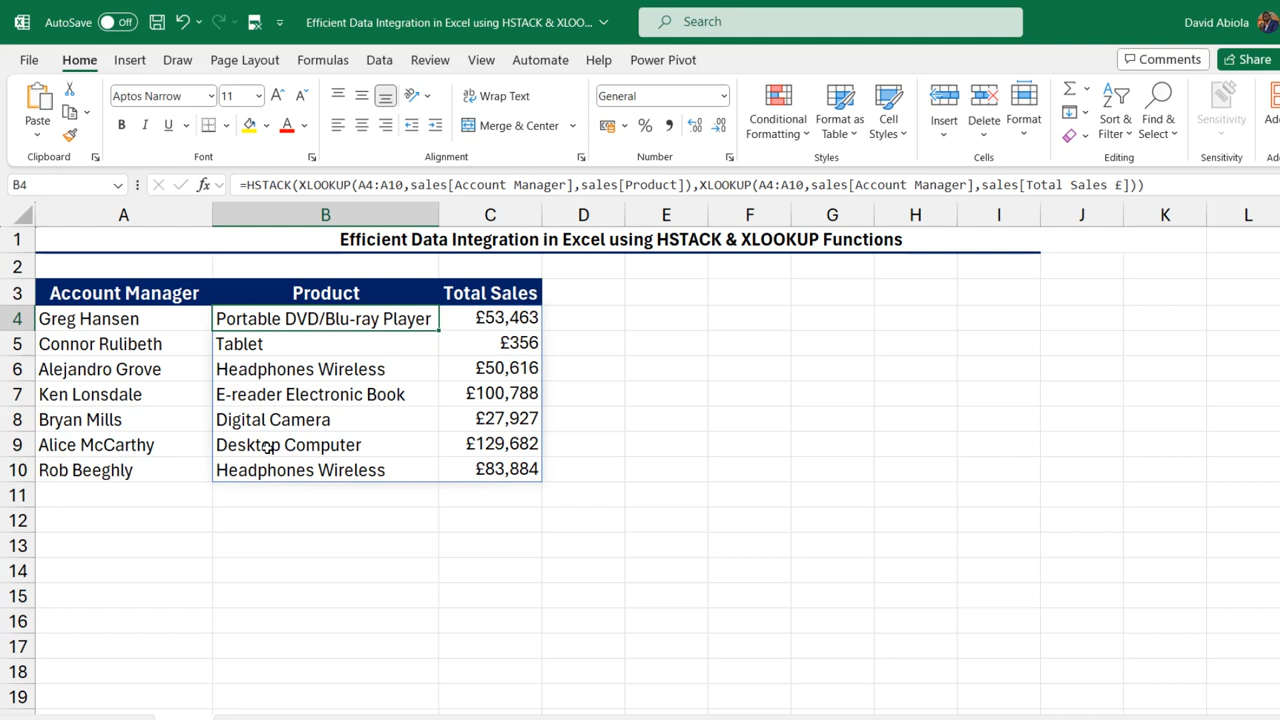 AutoSave Off Efficient Data Integration in Excel using HSTACK & XLOO... Search David Abiola
File Home Insert Draw Page Layout Formulas Data Review View Automate Help Power Pivot Comments Share
Paste Aptos Narrow 11 A A Wrap Text General Conditional Formatting Format as Table Cell Styles Insert Delete Format Sort & Filter Find & Select Sensitivity
B I U A Merge & Center % 
Clipboard Font Alignment Number Styles Cells Editing Sensitivity
B4 fx =HSTACK(XLOOKUP(A4:A10,sales[Account Manager],sales[Product]),XLOOKUP(A4:A10,sales[Account Manager],sales[Total Sales £]))
A B C D E F G H I J K L
1 Efficient Data Integration in Excel using HSTACK & XLOOKUP Functions
2
3 Account Manager Product Total Sales
4 Greg Hansen Portable DVD/Blu-ray Player £53,463
5 Connor Rulibeth Tablet £356
6 Alejandro Grove Headphones Wireless £50,616
7 Ken Lonsdale E-reader Electronic Book £100,788
8 Bryan Mills Digital Camera £27,927
9 Alice McCarthy Desktop Computer £129,682
10 Rob Beeghly Headphones Wireless £83,884
11
12
13
14
15
16
17
18
19